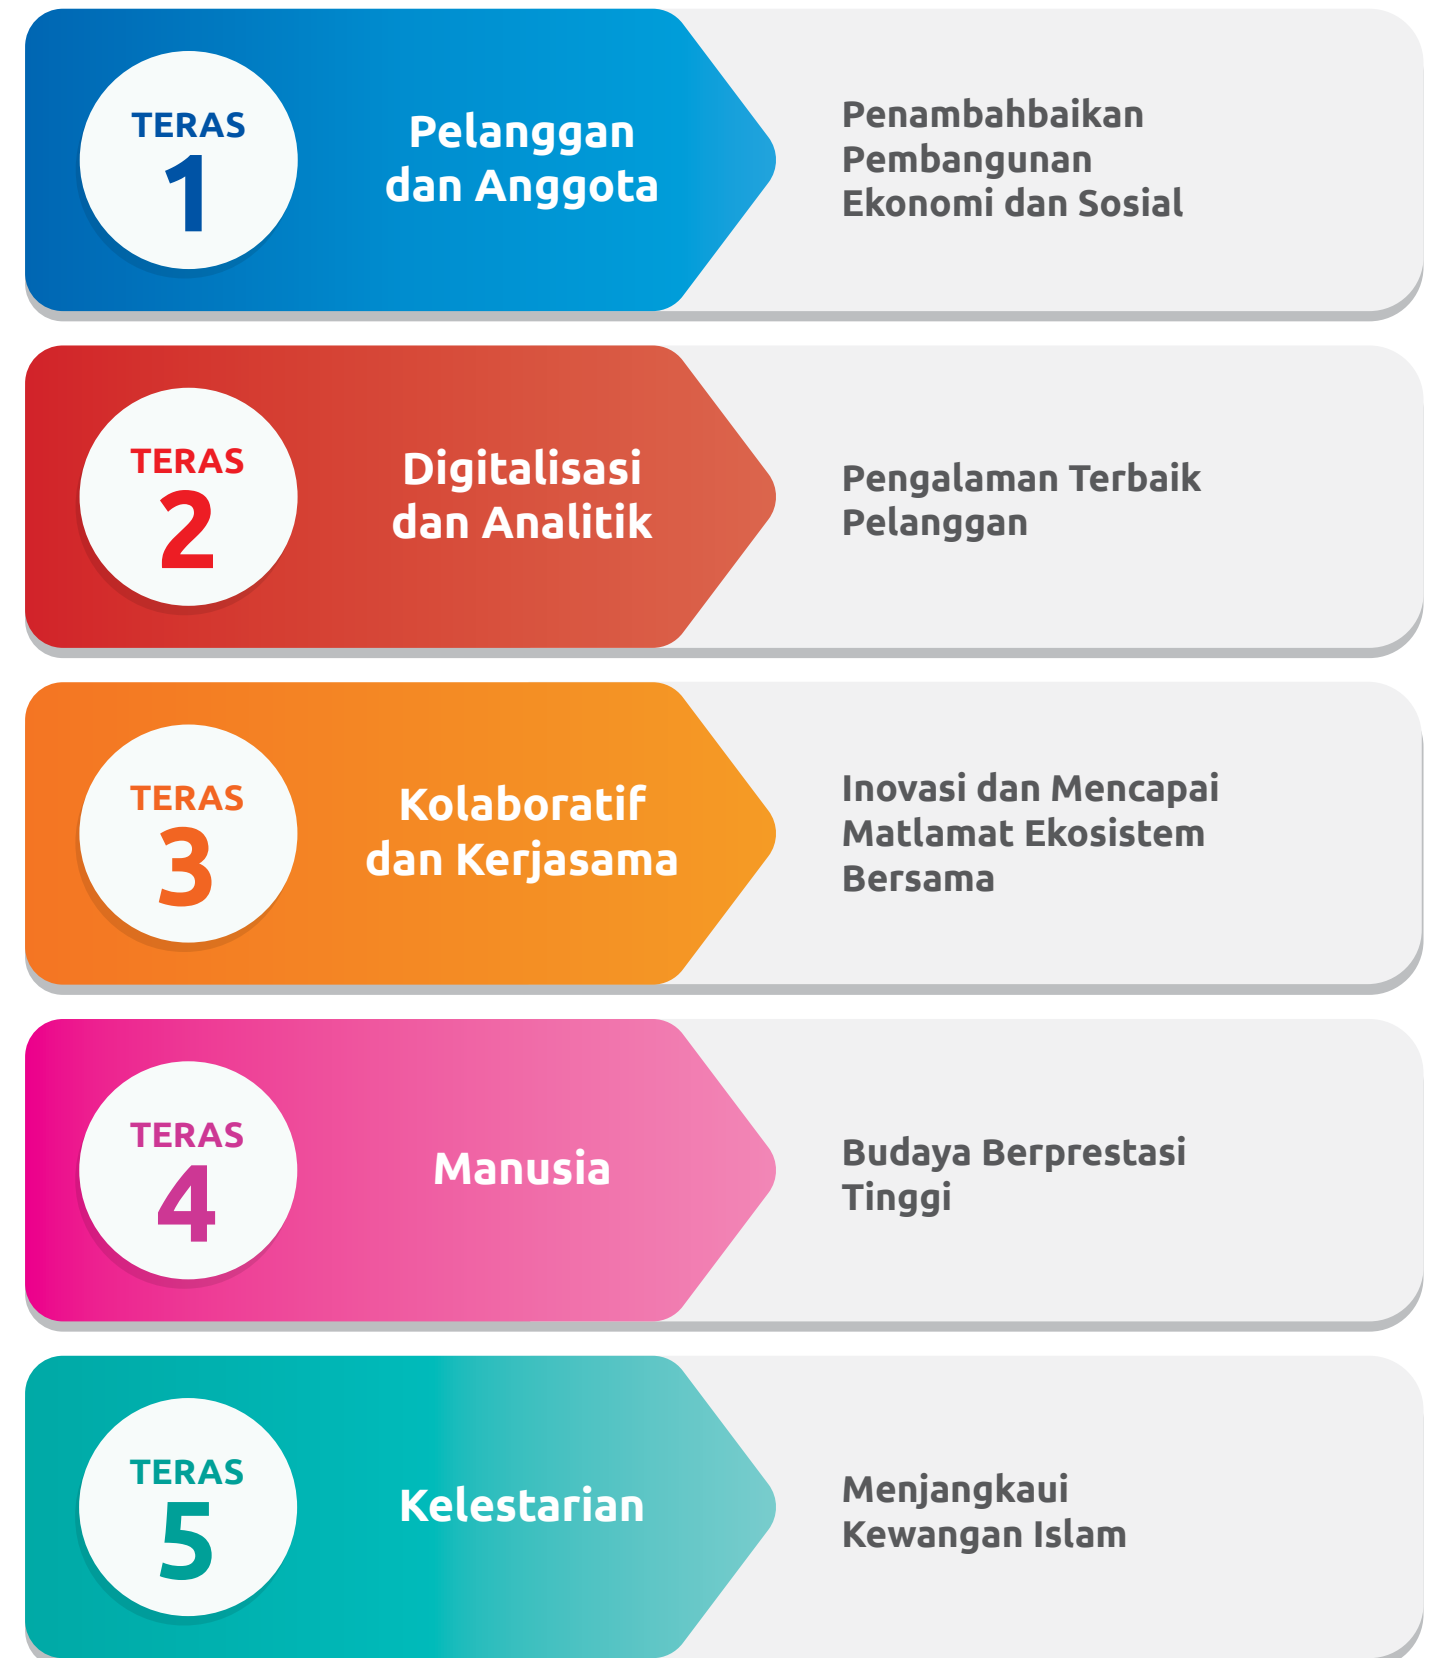 TERAS
1
Pelanggan
dan Anggota
Penambahbaikan
Pembangunan
Ekonomi dan Sosial
TERAS
2
Digitalisasi
dan Analitik
Pengalaman Terbaik
Pelanggan
TERAS
3
Kolaboratif
dan Kerjasama
Inovasi dan Mencapai
Matlamat Ekosistem
Bersama
TERAS
4
Manusia
Budaya Berprestasi
Tinggi
TERAS
5
Kelestarian
Menjangkaui
Kewangan Islam